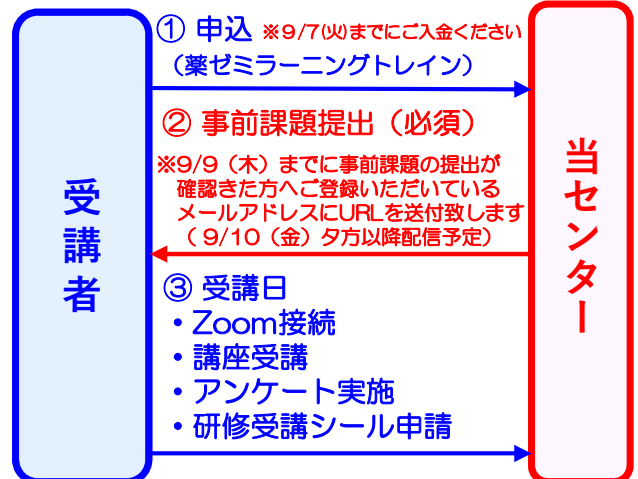 ① 申込 ※9/7(火)までにご入金ください
（薬ゼミラーニングトレイン）
② 事前課題提出（必須）
※9/9（木）までに事前課題の提出が
確認きた方へご登録いただいている
メールアドレスにURLを送付致します
（ 9/10（金）夕方以降配信予定）
③ 受講日
・Zoom接続
・講座受講
・アンケート実施
・研修受講シール申請
受講者
当センター